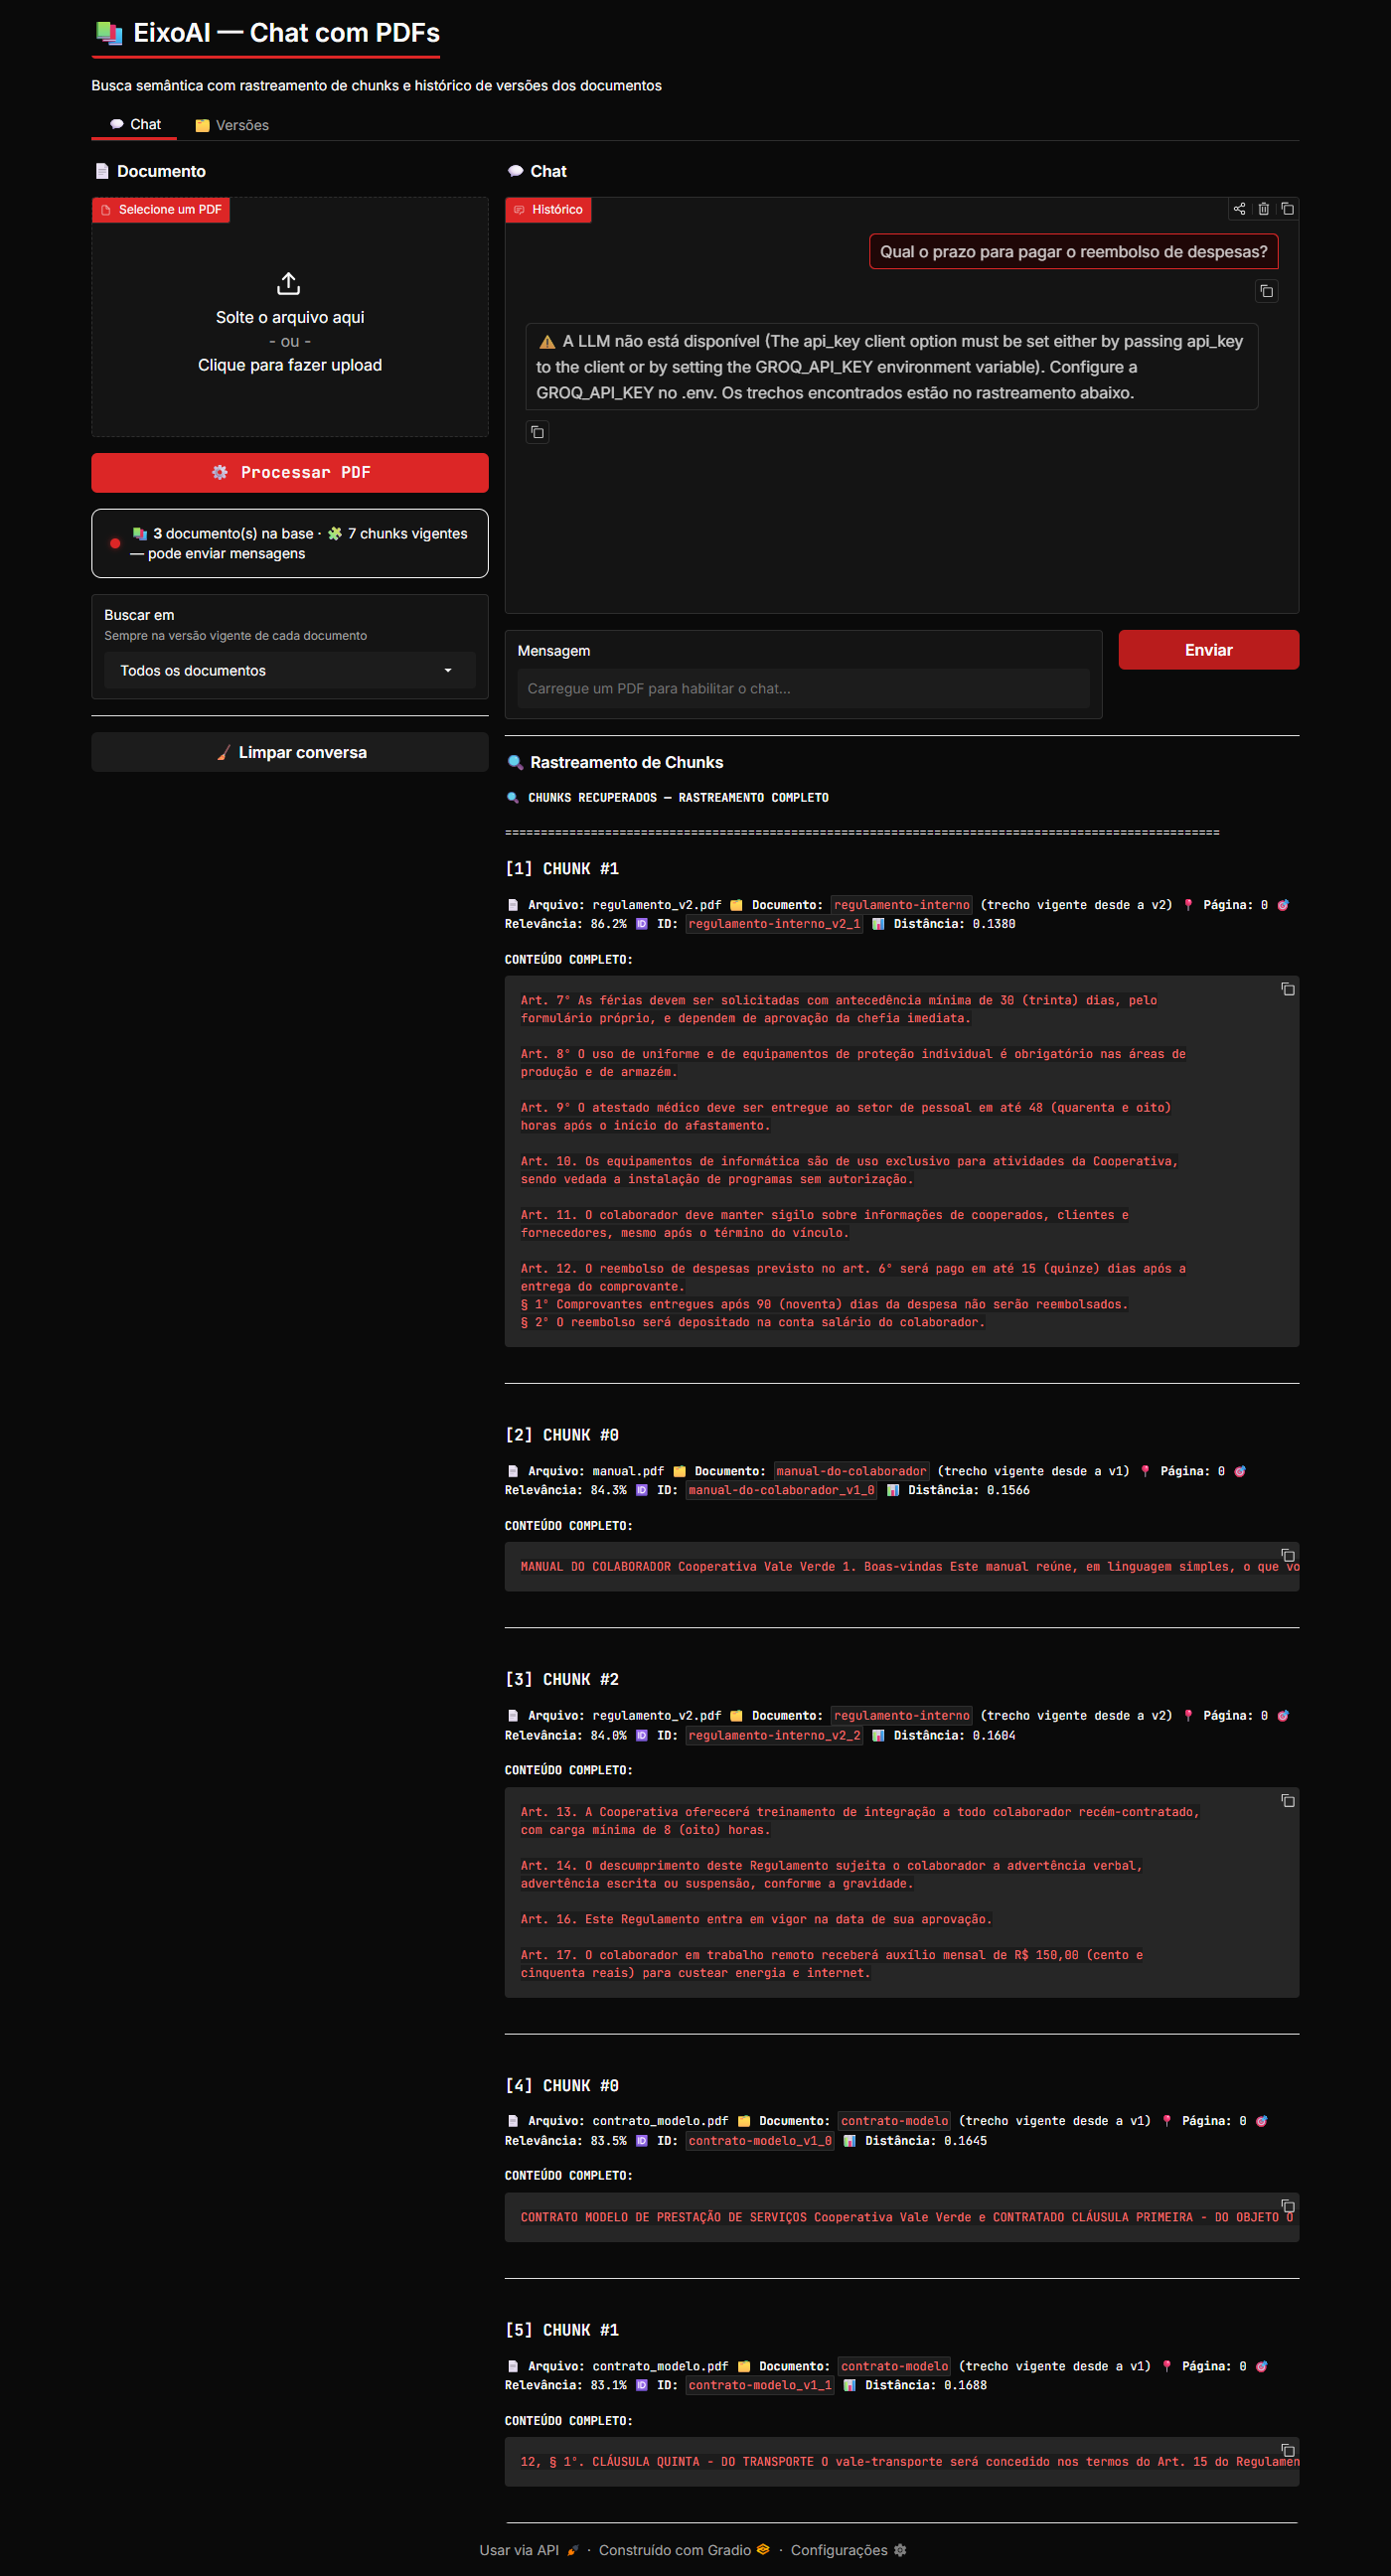 EixoAI — Chat com PDFs
Busca semântica com rastreamento de chunks e histórico de versões dos documentos
Chat
Versões
Documento
Selecione um PDF
Solte o arquivo aqui
- ou -
Clique para fazer upload
Processar PDF
3 documento(s) na base · 7 chunks vigentes
— pode enviar mensagens
Buscar em
Sempre na versão vigente de cada documento
Todos os documentos
Limpar conversa
Chat
Histórico
Qual o prazo para pagar o reembolso de despesas?
A LLM não está disponível (The api_key client option must be set either by passing api_key
to the client or by setting the GROQ_API_KEY environment variable). Configure a
GROQ_API_KEY no .env. Os trechos encontrados estão no rastreamento abaixo.
Mensagem
Carregue um PDF para habilitar o chat...
Enviar
Rastreamento de Chunks
CHUNKS RECUPERADOS — RASTREAMENTO COMPLETO
====================================================================================================
[1] CHUNK #1
Arquivo: regulamento_v2.pdf Documento: regulamento-interno (trecho vigente desde a v2) Página: 0
Relevância: 86.2% ID: regulamento-interno_v2_1 Distância: 0.1380
CONTEÚDO COMPLETO:
Art. 7º As férias devem ser solicitadas com antecedência mínima de 30 (trinta) dias, pelo
formulário próprio, e dependem de aprovação da chefia imediata.
Art. 8º O uso de uniforme e de equipamentos de proteção individual é obrigatório nas áreas de
produção e de armazém.
Art. 9º O atestado médico deve ser entregue ao setor de pessoal em até 48 (quarenta e oito)
horas após o início do afastamento.
Art. 10. Os equipamentos de informática são de uso exclusivo para atividades da Cooperativa,
sendo vedada a instalação de programas sem autorização.
Art. 11. O colaborador deve manter sigilo sobre informações de cooperados, clientes e
fornecedores, mesmo após o término do vínculo.
Art. 12. O reembolso de despesas previsto no art. 6º será pago em até 15 (quinze) dias após a
entrega do comprovante.
§ 1º Comprovantes entregues após 90 (noventa) dias da despesa não serão reembolsados.
§ 2º O reembolso será depositado na conta salário do colaborador.
[2] CHUNK #0
Arquivo: manual.pdf Documento: manual-do-colaborador (trecho vigente desde a v1) Página: 0
Relevância: 84.3% ID: manual-do-colaborador_v1_0 Distância: 0.1566
CONTEÚDO COMPLETO:
MANUAL DO COLABORADOR Cooperativa Vale Verde 1. Boas-vindas Este manual reúne, em linguagem simples, o que vo
[3] CHUNK #2
Arquivo: regulamento_v2.pdf Documento: regulamento-interno (trecho vigente desde a v2) Página: 0
Relevância: 84.0% ID: regulamento-interno_v2_2 Distância: 0.1604
CONTEÚDO COMPLETO:
Art. 13. A Cooperativa oferecerá treinamento de integração a todo colaborador recém-contratado,
com carga mínima de 8 (oito) horas.
Art. 14. O descumprimento deste Regulamento sujeita o colaborador a advertência verbal,
advertência escrita ou suspensão, conforme a gravidade.
Art. 16. Este Regulamento entra em vigor na data de sua aprovação.
Art. 17. O colaborador em trabalho remoto receberá auxílio mensal de R$ 150,00 (cento e
cinquenta reais) para custear energia e internet.
[4] CHUNK #0
Arquivo: contrato_modelo.pdf Documento: contrato-modelo (trecho vigente desde a v1) Página: 0
Relevância: 83.5% ID: contrato-modelo_v1_0 Distância: 0.1645
CONTEÚDO COMPLETO:
CONTRATO MODELO DE PRESTAÇÃO DE SERVIÇOS Cooperativa Vale Verde e CONTRATADO CLÁUSULA PRIMEIRA - DO OBJETO O
[5] CHUNK #1
Arquivo: contrato_modelo.pdf Documento: contrato-modelo (trecho vigente desde a v1) Página: 0
Relevância: 83.1% ID: contrato-modelo_v1_1 Distância: 0.1688
CONTEÚDO COMPLETO:
12, § 1º. CLÁUSULA QUINTA - DO TRANSPORTE O vale-transporte será concedido nos termos do Art. 15 do Regulamen
Usar via API · Construído com Gradio · Configurações